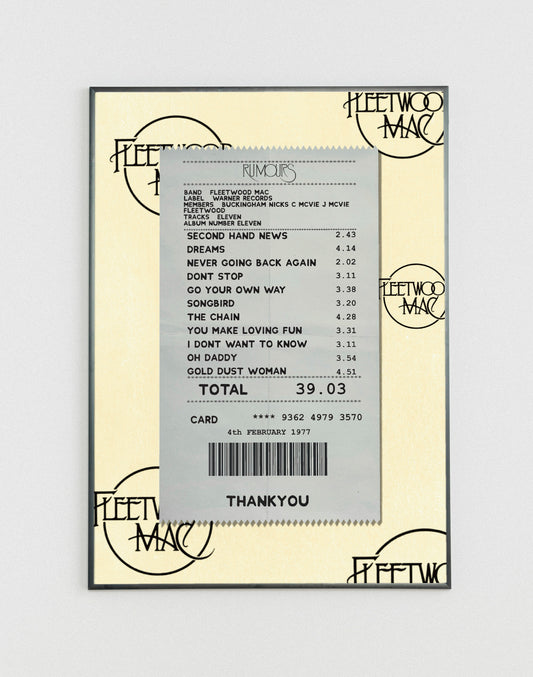 FLEETWOO
MAC
FLEETWOOD
M
RUMOURS
BAND FLEETWOOD MAC
LABEL WARNER RECORDS
MEMBERS BUCKINGHAM NICKS C MCVIE J MCVIE
FLEETWOOD
TRACKS ELEVEN
ALBUM NUMBER ELEVEN
SECOND HAND NEWS 2.43
DREAMS 4.14
NEVER GOING BACK AGAIN 2.02
DONT STOP 3.11
GO YOUR OWN WAY 3.38
SONGBIRD 3.20
THE CHAIN 4.28
YOU MAKE LOVING FUN 3.31
I DONT WANT TO KNOW 3.11
OH DADDY 3.54
GOLD DUST WOMAN 4.51
TOTAL 39.03
CARD **** 9362 4979 3570
4th FEBRUARY 1977
THANKYOU
FLEETWOO
MAC
FLEETW
MAC
FLEETWO